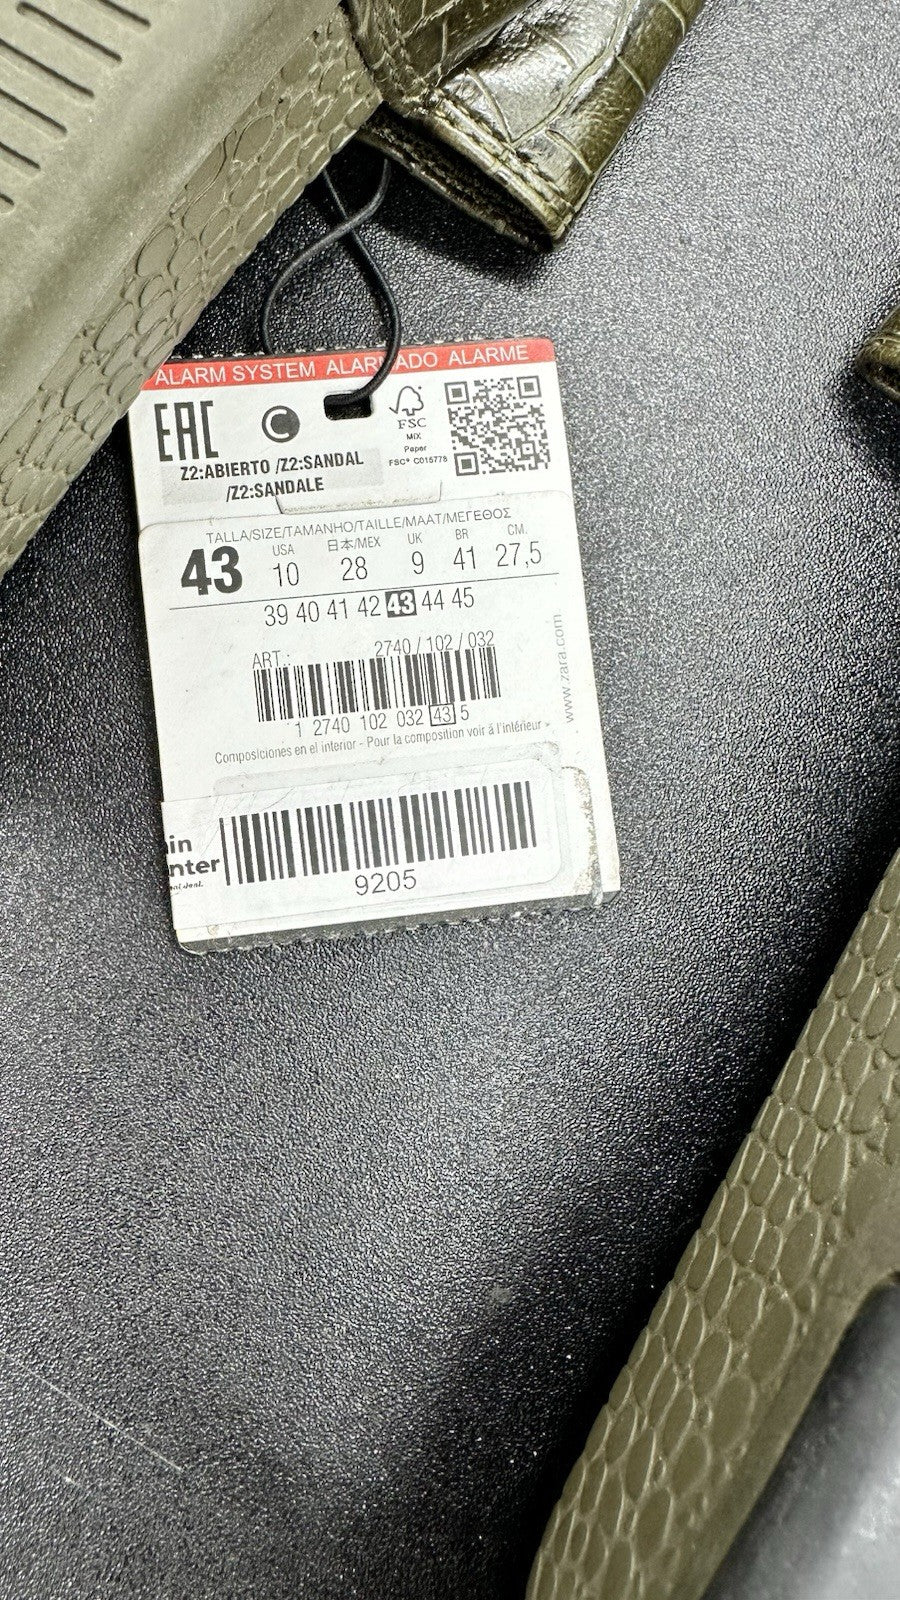 ALARM SYSTEM ALARMADO ALARME
EAC
FSC
MIX
Paper
FSC® C015778
Z2:ABIERTO /Z2:SANDAL
/Z2:SANDALE
TALLA/SIZE/TAMANHO/TAILLE/MAAT/ΜΕΓΕΘΟΣ
USA 日本/MEX UK BR CM.
43 10 28 9 41 27,5
39 40 41 42 43 44 45
ART.: 2740 / 102 / 032
1 2740 102 032 43 5
www.zara.com
Composiciones en el interior - Pour la composition voir à l'intérieur »
in
nter
9205